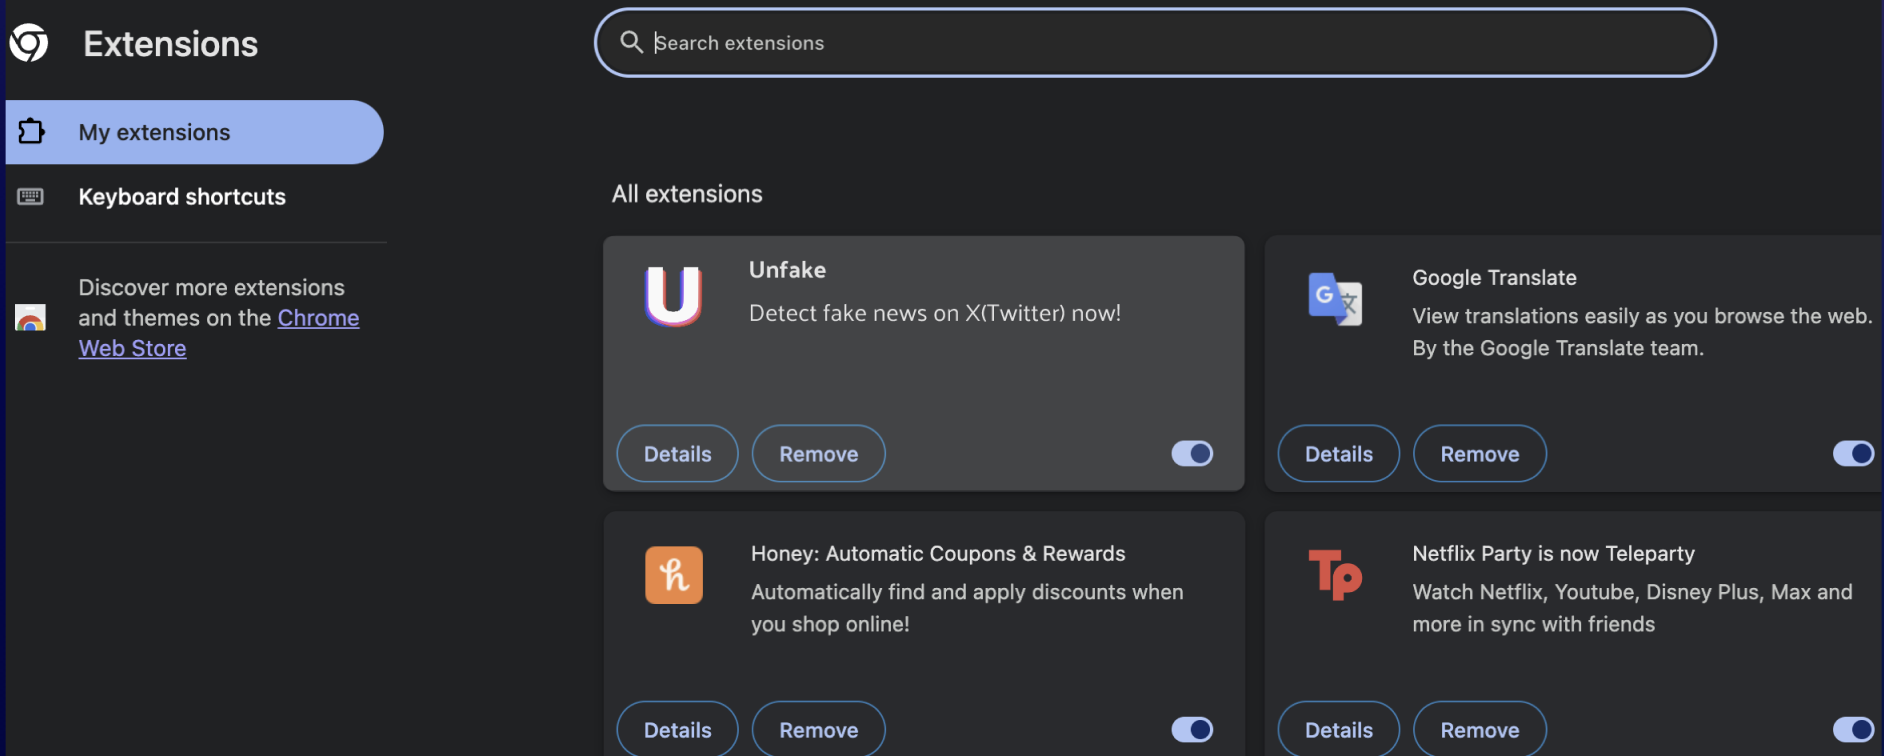 Extensions
Search extensions
My extensions
Keyboard shortcuts
Discover more extensions
and themes on the Chrome
Web Store
All extensions
U
Unfake
Detect fake news on X(Twitter) now!
Details
Remove
G 文
Google Translate
View translations easily as you browse the web.
By the Google Translate team.
Details
Remove
h
Honey: Automatic Coupons & Rewards
Automatically find and apply discounts when
you shop online!
Details
Remove
Tp
Netflix Party is now Teleparty
Watch Netflix, Youtube, Disney Plus, Max and
more in sync with friends
Details
Remove